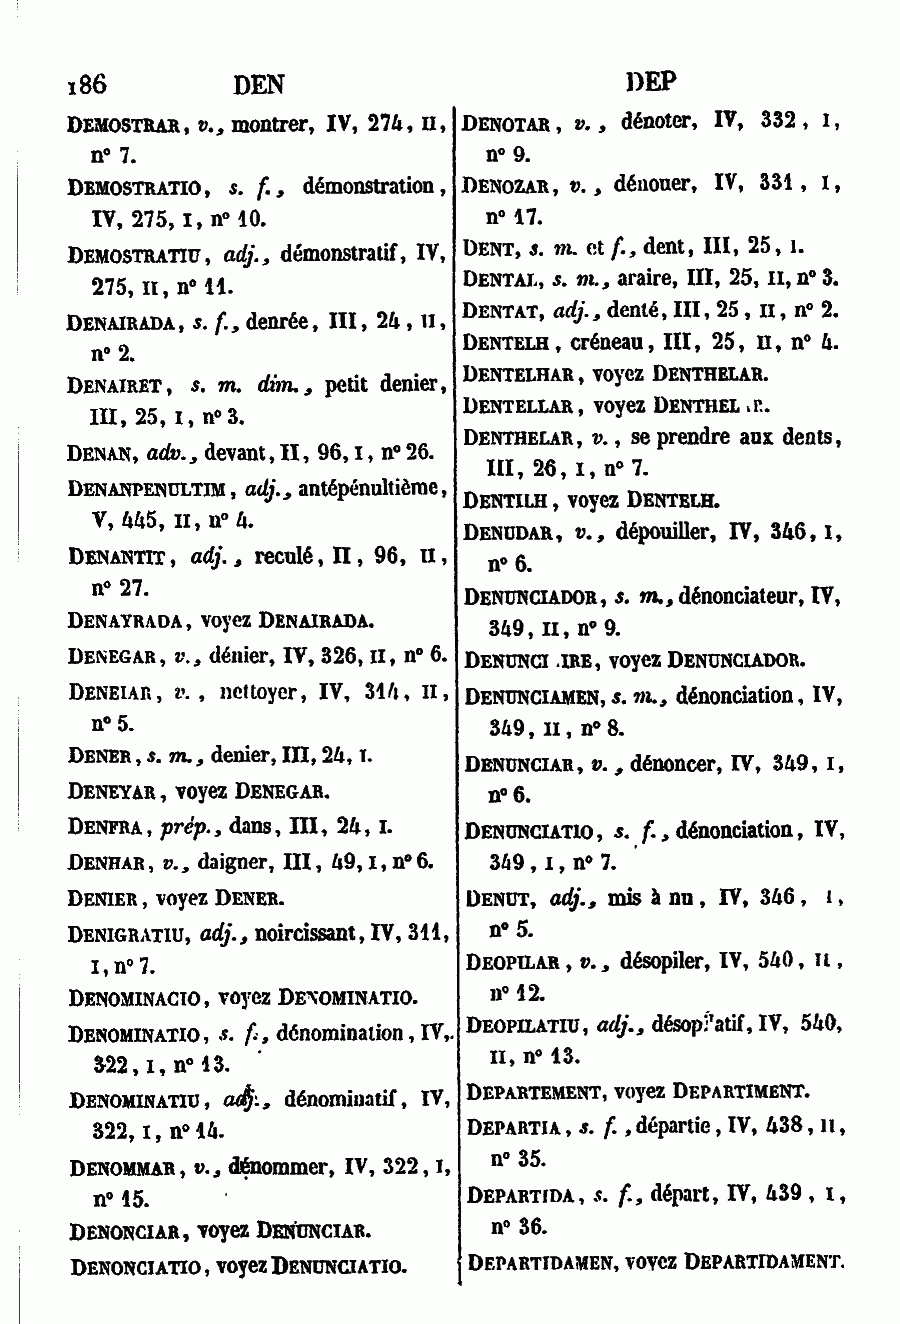 186 DEN DEP
DEMOSTRAR, v., montrer, IV, 274, II,
n° 7.
DEMOSTRATIO, s. f., démonstration,
IV, 275, I, n° 10.
DEMOSTRATIU, adj., démonstratif, IV,
275, II, n° 11.
DENAIRADA, s. f., denrée, III, 24, II,
n° 2.
DENAIRET, s. m. dim., petit denier,
III, 25, I, n° 3.
DENAN, adv., devant, II, 96, I, n° 26.
DENANPENULTIM, adj., antépénultième,
V, 445, II, n° 4.
DENANTIT, adj., reculé, II, 96, II,
n° 27.
DENAYRADA, voyez DENAIRADA.
DENEGAR, v., dénier, IV, 326, II, n° 6.
DENEIAR, v., nettoyer, IV, 314, II,
n° 5.
DENER, s. m., denier, III, 24, I.
DENEYAR, voyez DENEGAR.
DENFRA, prép., dans, III, 24, I.
DENHAR, v., daigner, III, 49, I, n° 6.
DENIER, voyez DENER.
DENIGRATIU, adj., noircissant, IV, 311,
I, n° 7.
DENOMINACIO, voyez DENOMINATIO.
DENOMINATIO, s. f., dénomination, IV,
322, I, n° 13.
DENOMINATIU, adj., dénominatif, IV,
322, I, n° 14.
DENOMMAR, v., dénommer, IV, 322, I,
n° 15.
DENONCIAR, voyez DENUNCIAR.
DENONCIATIO, voyez DENUNCIATIO.
DENOTAR, v., dénoter, IV, 332, I,
n° 9.
DENOZAR, v., dénouer, IV, 331, I,
n° 17.
DENT, s. m. et f., dent, III, 25, I.
DENTAL, s. m., araire, III, 25, II, n° 3.
DENTAT, adj., denté, III, 25, II, n° 2.
DENTELH, créneau, III, 25, II, n° 4.
DENTELHAR, voyez DENTHELAR.
DENTELLAR, voyez DENTHELAR.
DENTHELAR, v., se prendre aux dents,
III, 26, I, n° 7.
DENTILH, voyez DENTELH.
DENUDAR, v., dépouiller, IV, 346, I,
n° 6.
DENUNCIADOR, s. m., dénonciateur, IV,
349, II, n° 9.
DENUNCIAIRE, voyez DENUNCIADOR.
DENUNCIAMEN, s. m., dénonciation, IV,
349, II, n° 8.
DENUNCIAR, v., dénoncer, IV, 349, I,
n° 6.
DENUNCIATIO, s. f., dénonciation, IV,
349, I, n° 7.
DENUT, adj., mis à nu, IV, 346, I,
n° 5.
DEOPILAR, v., désopiler, IV, 540, II,
n° 12.
DEOPILATIU, adj., désopilatif, IV, 540,
II, n° 13.
DEPARTEMENT, voyez DEPARTIMENT.
DEPARTIA, s. f., départie, IV, 438, II,
n° 35.
DEPARTIDA, s. f., départ, IV, 439, I,
n° 36.
DEPARTIDAMEN, voyez DEPARTIDAMENT.